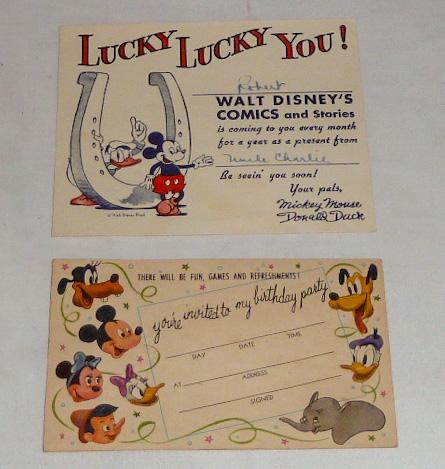 LUCKY LUCKY YOU!
Robert
WALT DISNEY'S
COMICS and Stories
is coming to you every month
for a year as a present from
Uncle Charlie
Be seein' you soon!
Your pals,
Mickey Mouse
Donald Duck
© Walt Disney Prod.
THERE WILL BE FUN, GAMES AND REFRESHMENTS!
you're invited to my birthday party
DAY DATE TIME
AT
ADDRESS
SIGNED